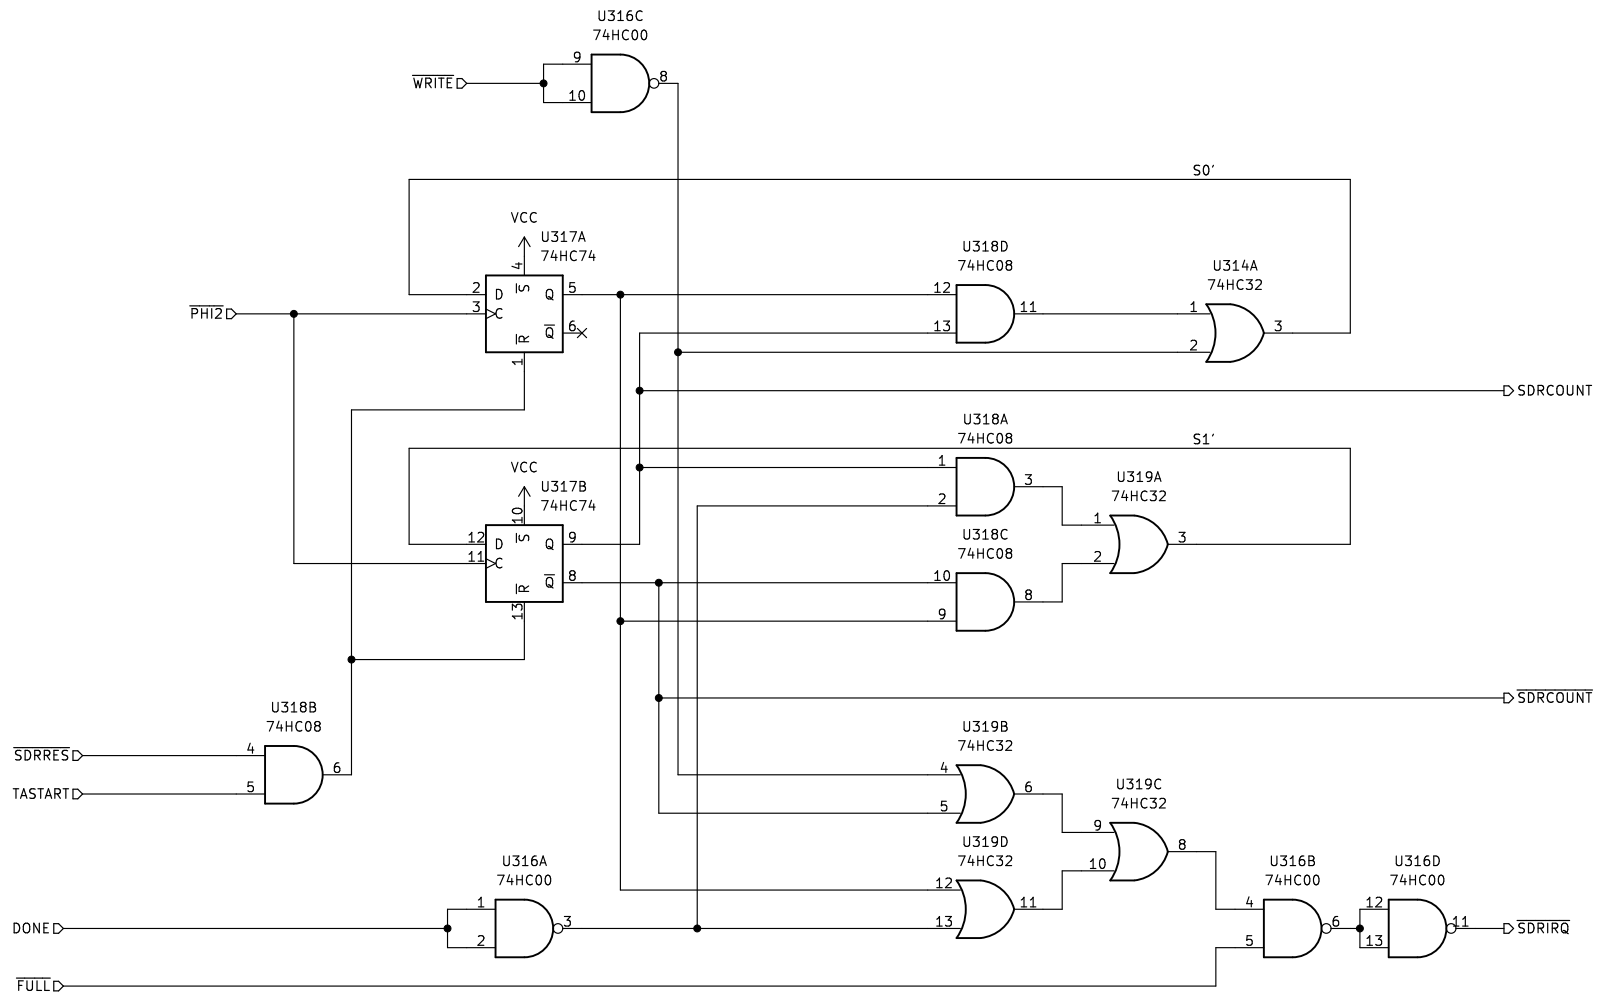 U316C
74HC00
9
8
WRITE
10
S0′
VCC
U317A
74HC74
4
S
U318D
74HC08
U314A
74HC32
2
D
Q
5
12
11
1
3
PHI2
3
C
13
2
R
Q
6
1
SDRCOUNT
U318A
74HC08
S1′
VCC
U317B
74HC74
10
S
1
3
2
U319A
74HC32
1
3
2
12
D
Q
9
11
C
Q
8
R
13
U318C
74HC08
10
8
9
SDRCOUNT
U318B
74HC08
SDRRES
4
6
TASTART
5
U319B
74HC32
4
6
5
U319C
74HC32
9
8
10
U319D
74HC32
12
11
13
U316A
74HC00
1
3
2
DONE
U316B
74HC00
4
6
5
U316D
74HC00
12
11
13
SDRIRQ
FULL